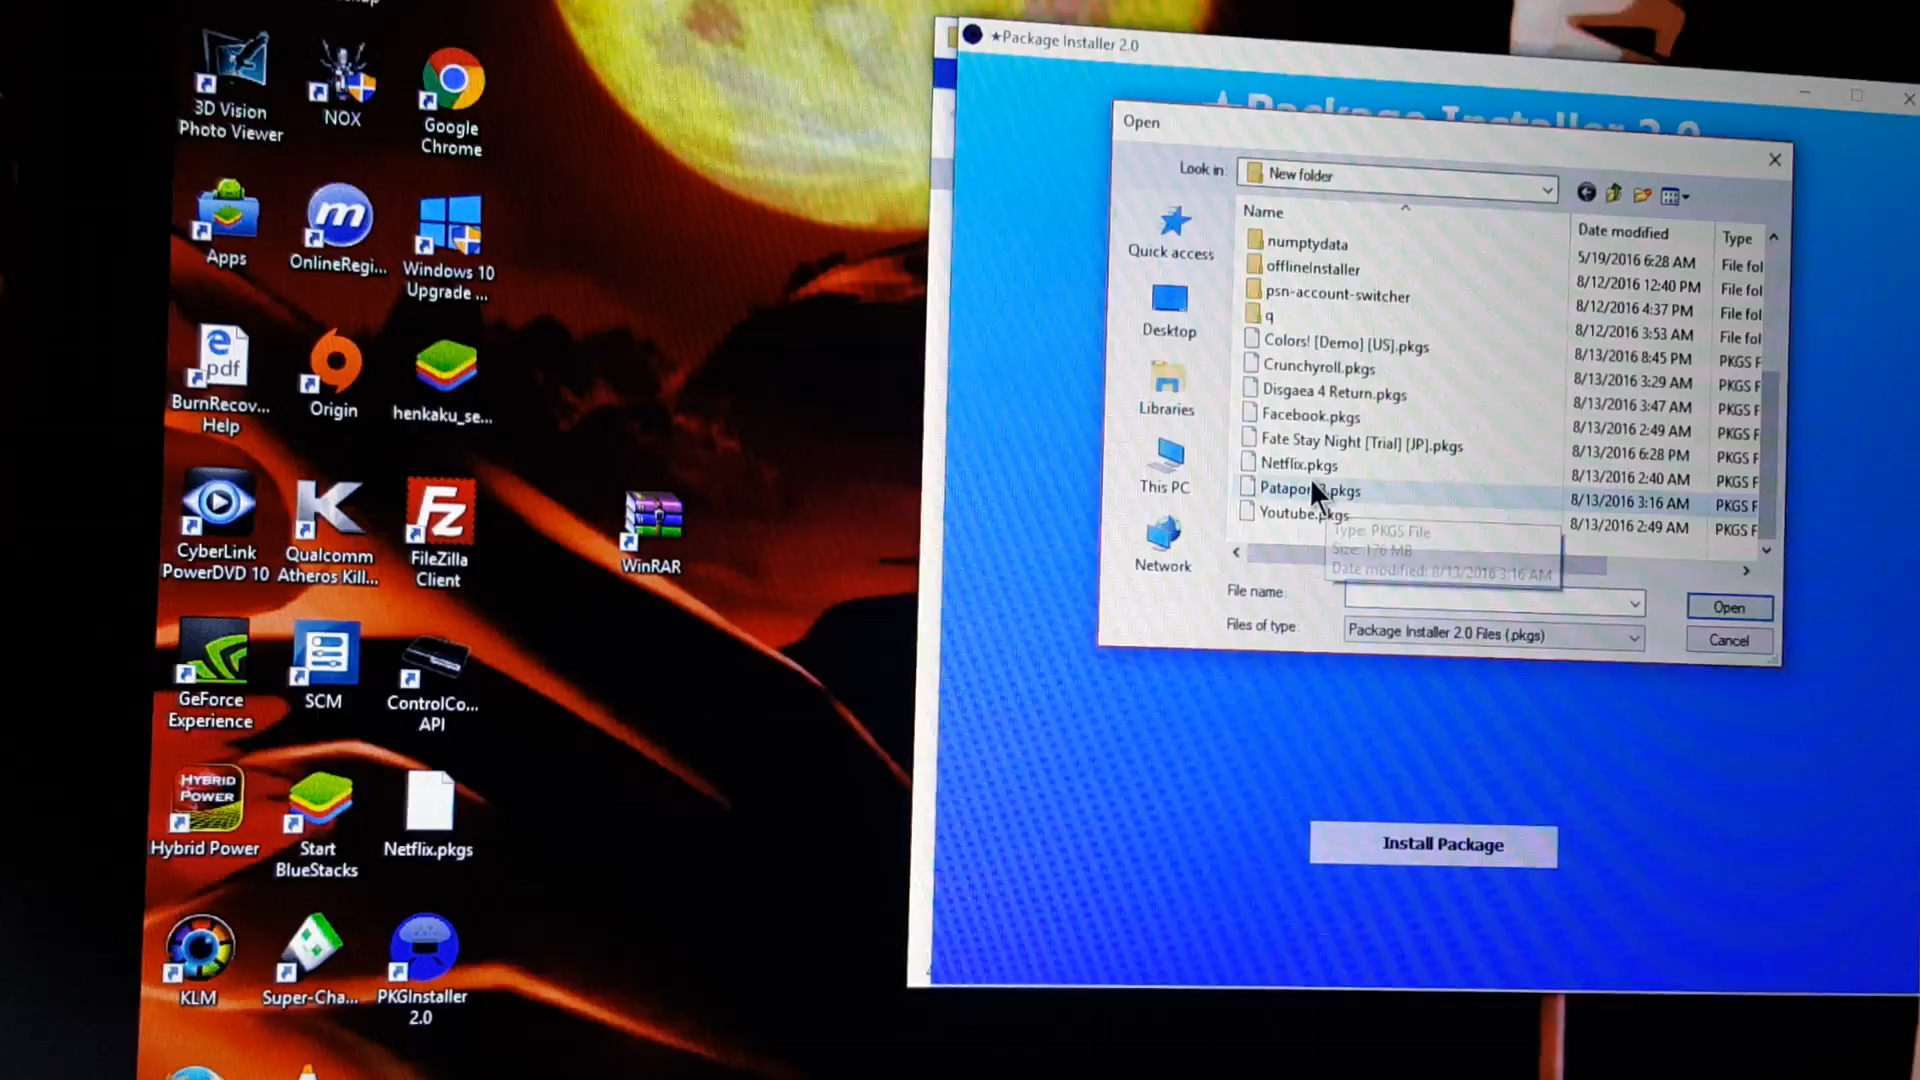 3D Vision
Photo Viewer
NOX
Google
Chrome
Apps
OnlineRegi...
Windows 10
Upgrade ...
pdf
BurnRecov...
Help
Origin
henkaku_se...
CyberLink
PowerDVD 10
Qualcomm
Atheros Kill...
FileZilla
Client
WinRAR
GeForce
Experience
SCM
ControlCo...
API
HYBRID
POWER
Hybrid Power
Start
BlueStacks
Netflix.pkgs
KLM
Super-Cha...
PKGInstaller
2.0
★Package Installer 2.0
★Package Installer 2.0
Open
Look in:
New folder
Quick access
Desktop
Libraries
This PC
Network
Name
Date modified
Type
numptydata
5/19/2016 6:28 AM
File fol
offlineInstaller
8/12/2016 12:40 PM
File fol
psn-account-switcher
8/12/2016 4:37 PM
File fol
q
8/12/2016 3:53 AM
File fol
Colors! [Demo] [US].pkgs
8/13/2016 8:45 PM
PKGS F
Crunchyroll.pkgs
8/13/2016 3:29 AM
PKGS F
Disgaea 4 Return.pkgs
8/13/2016 3:47 AM
PKGS F
Facebook.pkgs
8/13/2016 2:49 AM
PKGS F
Fate Stay Night [Trial] [JP].pkgs
8/13/2016 6:28 PM
PKGS F
Netflix.pkgs
8/13/2016 2:40 AM
PKGS F
.pkgs
8/13/2016 3:16 AM
PKGS F
Youtube.pkgs
8/13/2016 2:49 AM
PKGS F
Type: PKGS File
Size: 176 MB
Date modified: 8/13/2016 3:16 AM
File name:
Open
Files of type:
Package Installer 2.0 Files (.pkgs)
Cancel
Install Package